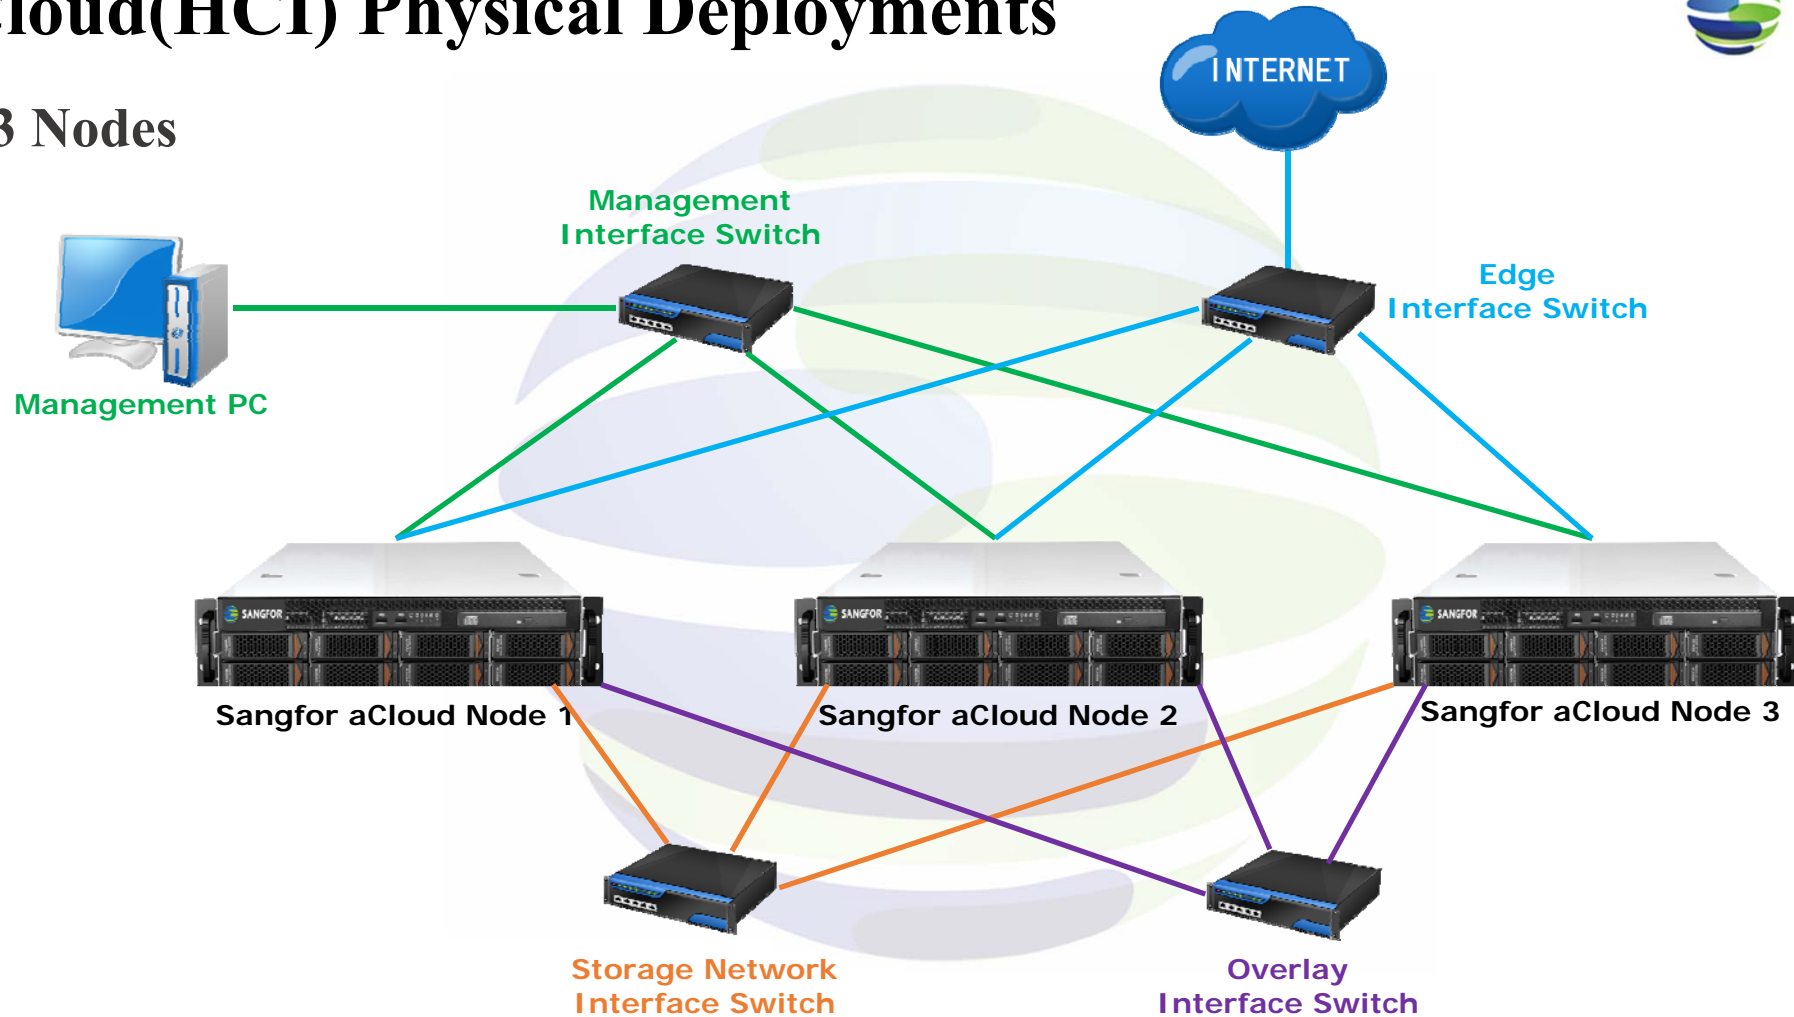 cloud(HCI) Physical Deployments
3 Nodes
INTERNET
Management
Interface Switch
Edge
Interface Switch
Management PC
SANGFOR
SANGFOR
SANGFOR
Sangfor aCloud Node 1
Sangfor aCloud Node 2
Sangfor aCloud Node 3
Storage Network
Interface Switch
Overlay
Interface Switch